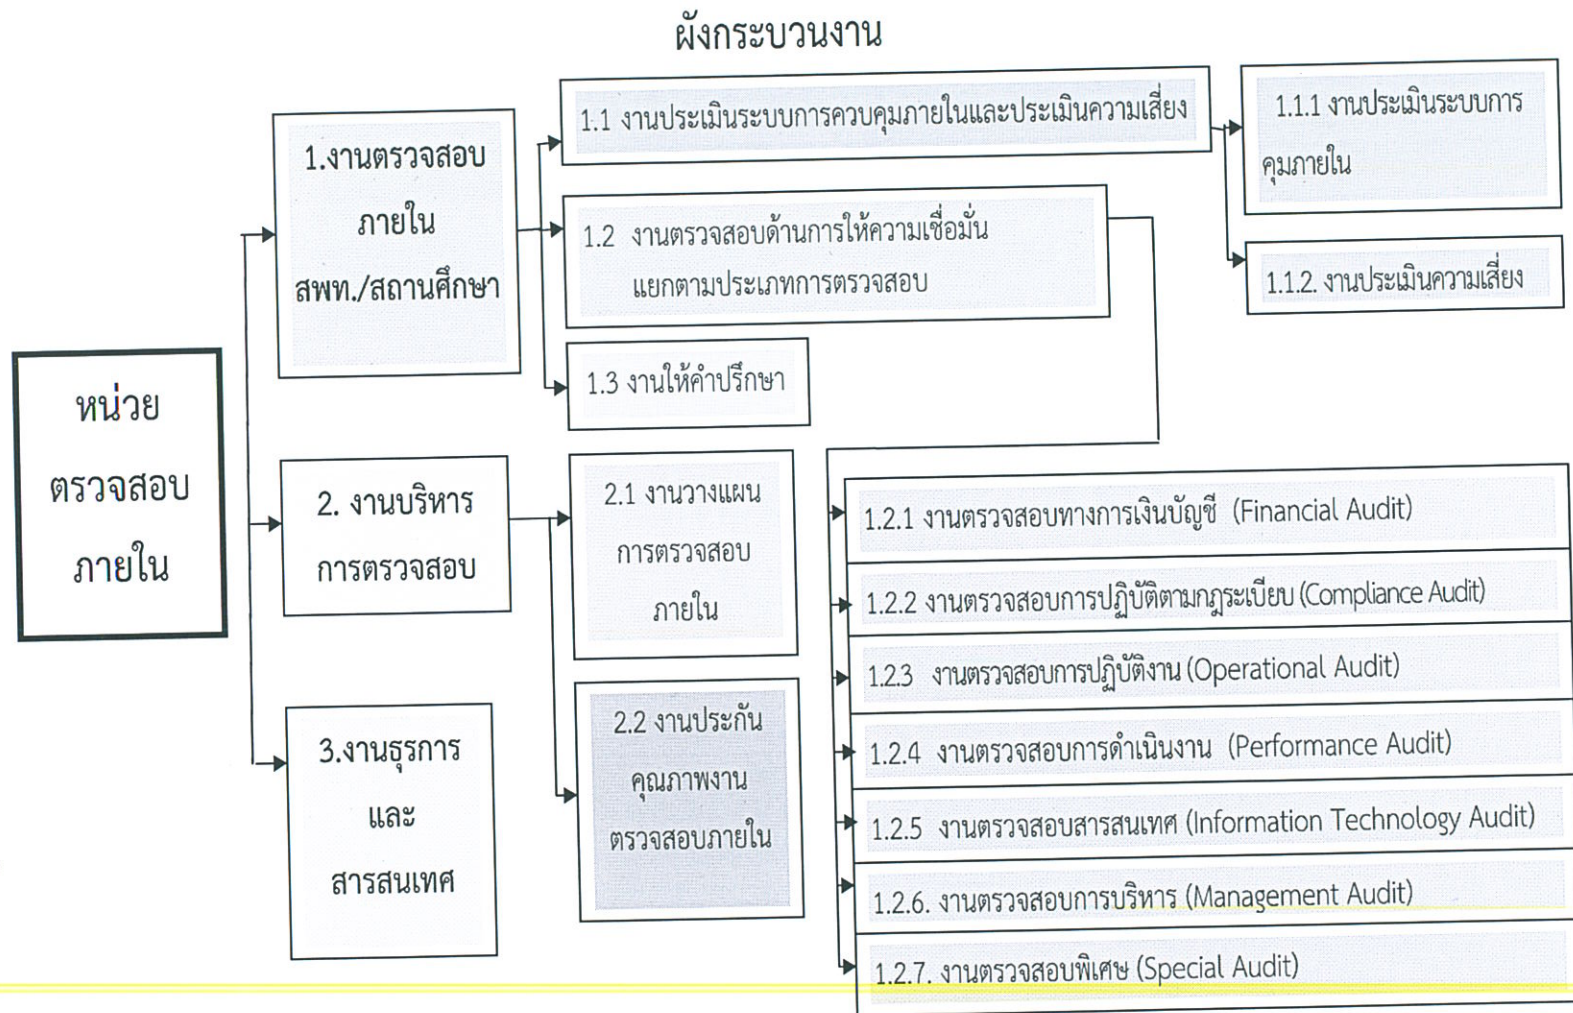 ผังกระบวนงาน
หน่วย
ตรวจสอบ
ภายใน
1.งานตรวจสอบ
ภายใน
สพท./สถานศึกษา
1.1 งานประเมินระบบการควบคุมภายในและประเมินความเสี่ยง
1.1.1 งานประเมินระบบการ
คุมภายใน
1.1.2. งานประเมินความเสี่ยง
1.2 งานตรวจสอบด้านการให้ความเชื่อมั่น
แยกตามประเภทการตรวจสอบ
1.3 งานให้คำปรึกษา
1.2.1 งานตรวจสอบทางการเงินบัญชี (Financial Audit)
1.2.2 งานตรวจสอบการปฏิบัติตามกฎระเบียบ (Compliance Audit)
1.2.3 งานตรวจสอบการปฏิบัติงาน (Operational Audit)
1.2.4 งานตรวจสอบการดำเนินงาน (Performance Audit)
1.2.5 งานตรวจสอบสารสนเทศ (Information Technology Audit)
1.2.6. งานตรวจสอบการบริหาร (Management Audit)
1.2.7. งานตรวจสอบพิเศษ (Special Audit)
2. งานบริหาร
การตรวจสอบ
2.1 งานวางแผน
การตรวจสอบ
ภายใน
2.2 งานประกัน
คุณภาพงาน
ตรวจสอบภายใน
3.งานธุรการ
และ
สารสนเทศ